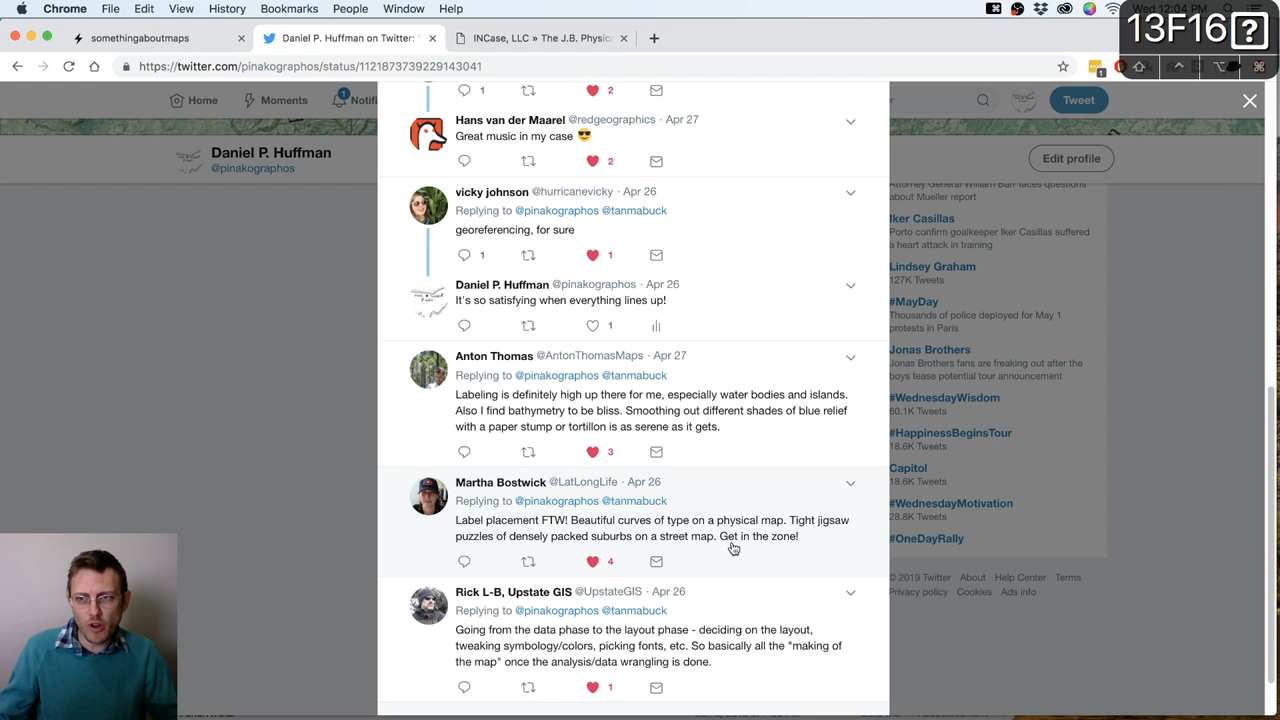 Chrome File Edit View History Bookmarks People Window Help Wed 12:04 PM
13F16?
somethingaboutmaps
Daniel P. Huffman on Twitter: "
INCase, LLC » The J.B. Physica
https://twitter.com/pinakographos/status/1121873739229143041
Home Moments Notifi Tweet
1 2
Daniel P. Huffman
@pinakographos
Edit profile
Hans van der Maarel @redgeographics · Apr 27
Great music in my case 😎
2
vicky johnson @hurricanevicky · Apr 26
Replying to @pinakographos @tanmabuck
georeferencing, for sure
1 1
Daniel P. Huffman @pinakographos · Apr 26
It's so satisfying when everything lines up!
1
Anton Thomas @AntonThomasMaps · Apr 27
Replying to @pinakographos @tanmabuck
Labeling is definitely high up there for me, especially water bodies and islands.
Also I find bathymetry to be bliss. Smoothing out different shades of blue relief
with a paper stump or tortillon is as serene as it gets.
3
Martha Bostwick @LatLongLife · Apr 26
Replying to @pinakographos @tanmabuck
Label placement FTW! Beautiful curves of type on a physical map. Tight jigsaw
puzzles of densely packed suburbs on a street map. Get in the zone!
4
Rick L-B, Upstate GIS @UpstateGIS · Apr 26
Replying to @pinakographos @tanmabuck
Going from the data phase to the layout phase - deciding on the layout,
tweaking symbology/colors, picking fonts, etc. So basically all the "making of
the map" once the analysis/data wrangling is done.
1
Attorney General William Barr faces questions
about Mueller report
Iker Casillas
Porto confirm goalkeeper Iker Casillas suffered
a heart attack in training
Lindsey Graham
127K Tweets
#MayDay
Thousands of police deployed for May 1
protests in Paris
Jonas Brothers
Jonas Brothers fans are freaking out after the
boys tease potential tour announcement
#WednesdayWisdom
60.1K Tweets
#HappinessBeginsTour
18.6K Tweets
Capitol
18.6K Tweets
#WednesdayMotivation
28.8K Tweets
#OneDayRally
© 2019 Twitter About Help Center Terms
Privacy policy Cookies Ads info